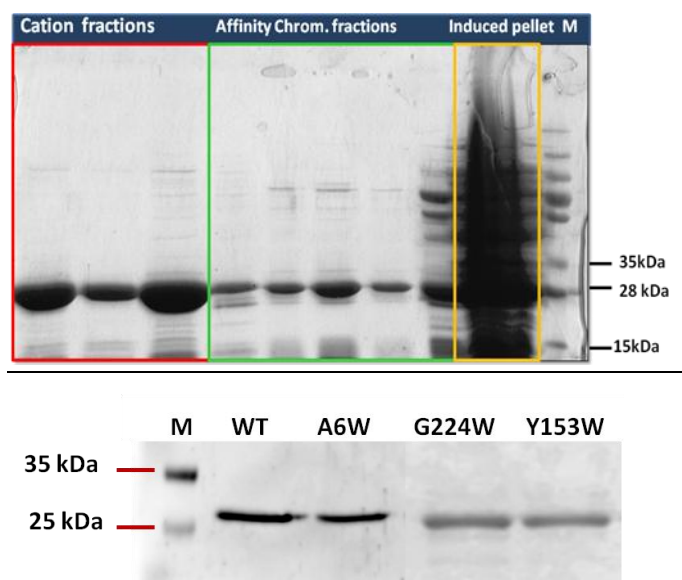 Cation fractions Affinity Chrom. fractions Induced pellet M
35kDa
28 kDa
15kDa
M WT A6W G224W Y153W
35 kDa
25 kDa